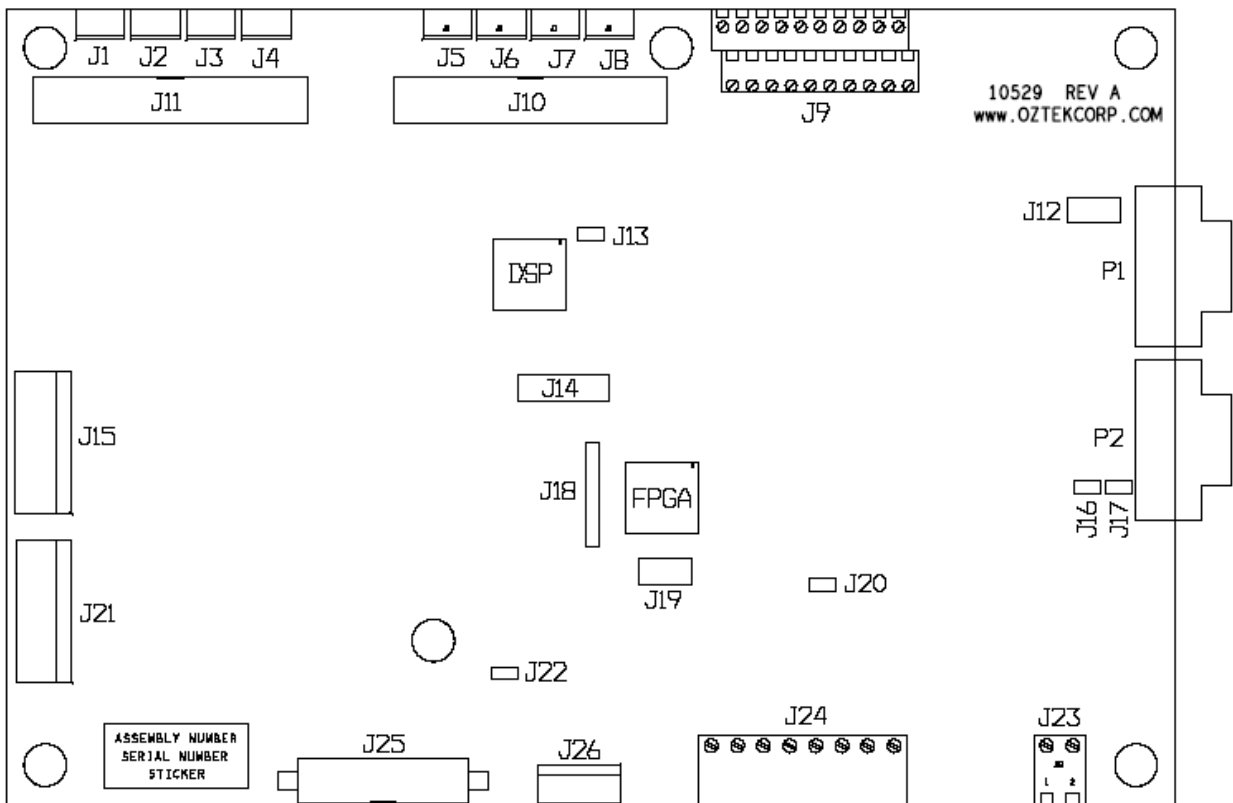 J1 J2 J3 J4 J5 J6 J7 J8
J11 J10 J9
10529 REV A
www.OZTEKCORP.COM
J12
J13
DSP
P1
J14
J15
P2
J18
FPGA
J16 J17
J19
J20
J21
J22
ASSEMBLY NUMBER
SERIAL NUMBER
STICKER
J25
J26
J24
J23
1 2